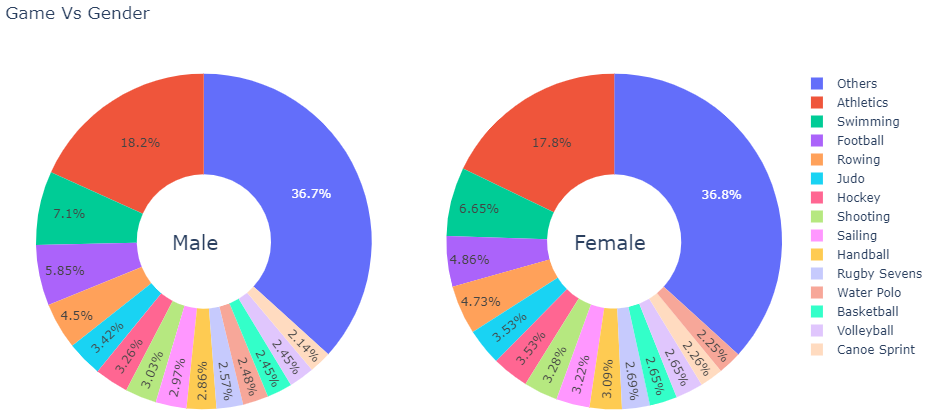 Game Vs Gender
Male
36.7%
18.2%
7.1%
5.85%
4.5%
3.42%
3.26%
3.03%
2.97%
2.86%
2.57%
2.48%
2.45%
2.45%
2.14%
Female
36.8%
17.8%
6.65%
4.86%
4.73%
3.53%
3.53%
3.28%
3.22%
3.09%
2.69%
2.65%
2.65%
2.26%
2.25%
Others
Athletics
Swimming
Football
Rowing
Judo
Hockey
Shooting
Sailing
Handball
Rugby Sevens
Water Polo
Basketball
Volleyball
Canoe Sprint